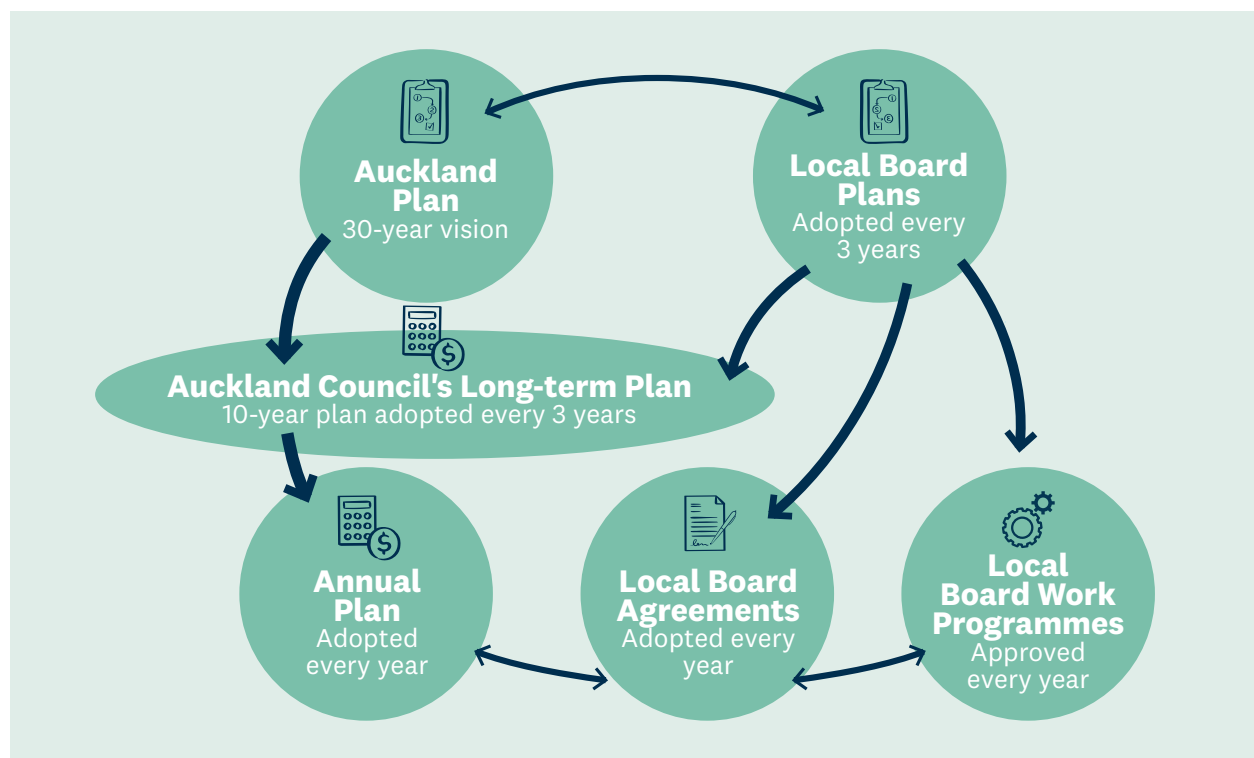 Auckland
Plan
30-year vision
Local Board
Plans
Adopted every
3 years
Auckland Council's Long-term Plan
10-year plan adopted every 3 years
Annual
Plan
Adopted
every year
Local Board
Agreements
Adopted every
year
Local
Board Work
Programmes
Approved
every year